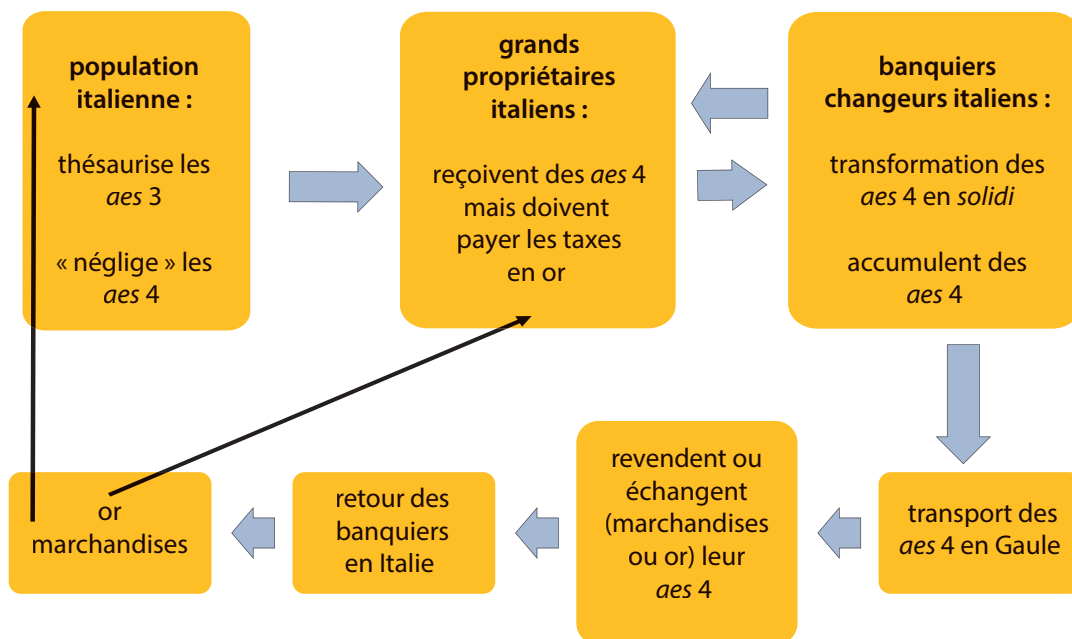 population
italienne :
thésaurise les
aes 3
« néglige » les
aes 4
grands
propriétaires
italiens :
reçoivent des aes 4
mais doivent
payer les taxes
en or
banquiers
changeurs italiens :
transformation des
aes 4 en solidi
accumulent des
aes 4
transport des
aes 4 en Gaule
revendent ou
échangent
(marchandises
ou or) leur
aes 4
retour des
banquiers
en Italie
or
marchandises